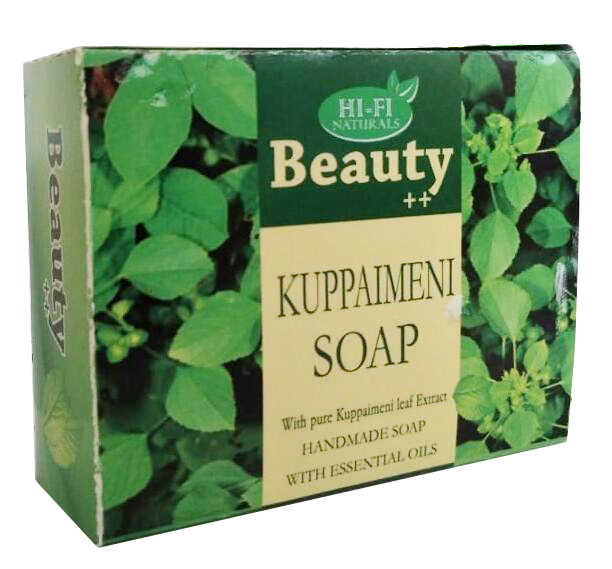 HI-FI
NATURALS
Beauty
++
KUPPAIMENI
SOAP
With pure Kuppaimeni leaf Extract
HANDMADE SOAP
WITH ESSENTIAL OILS
Beauty
++